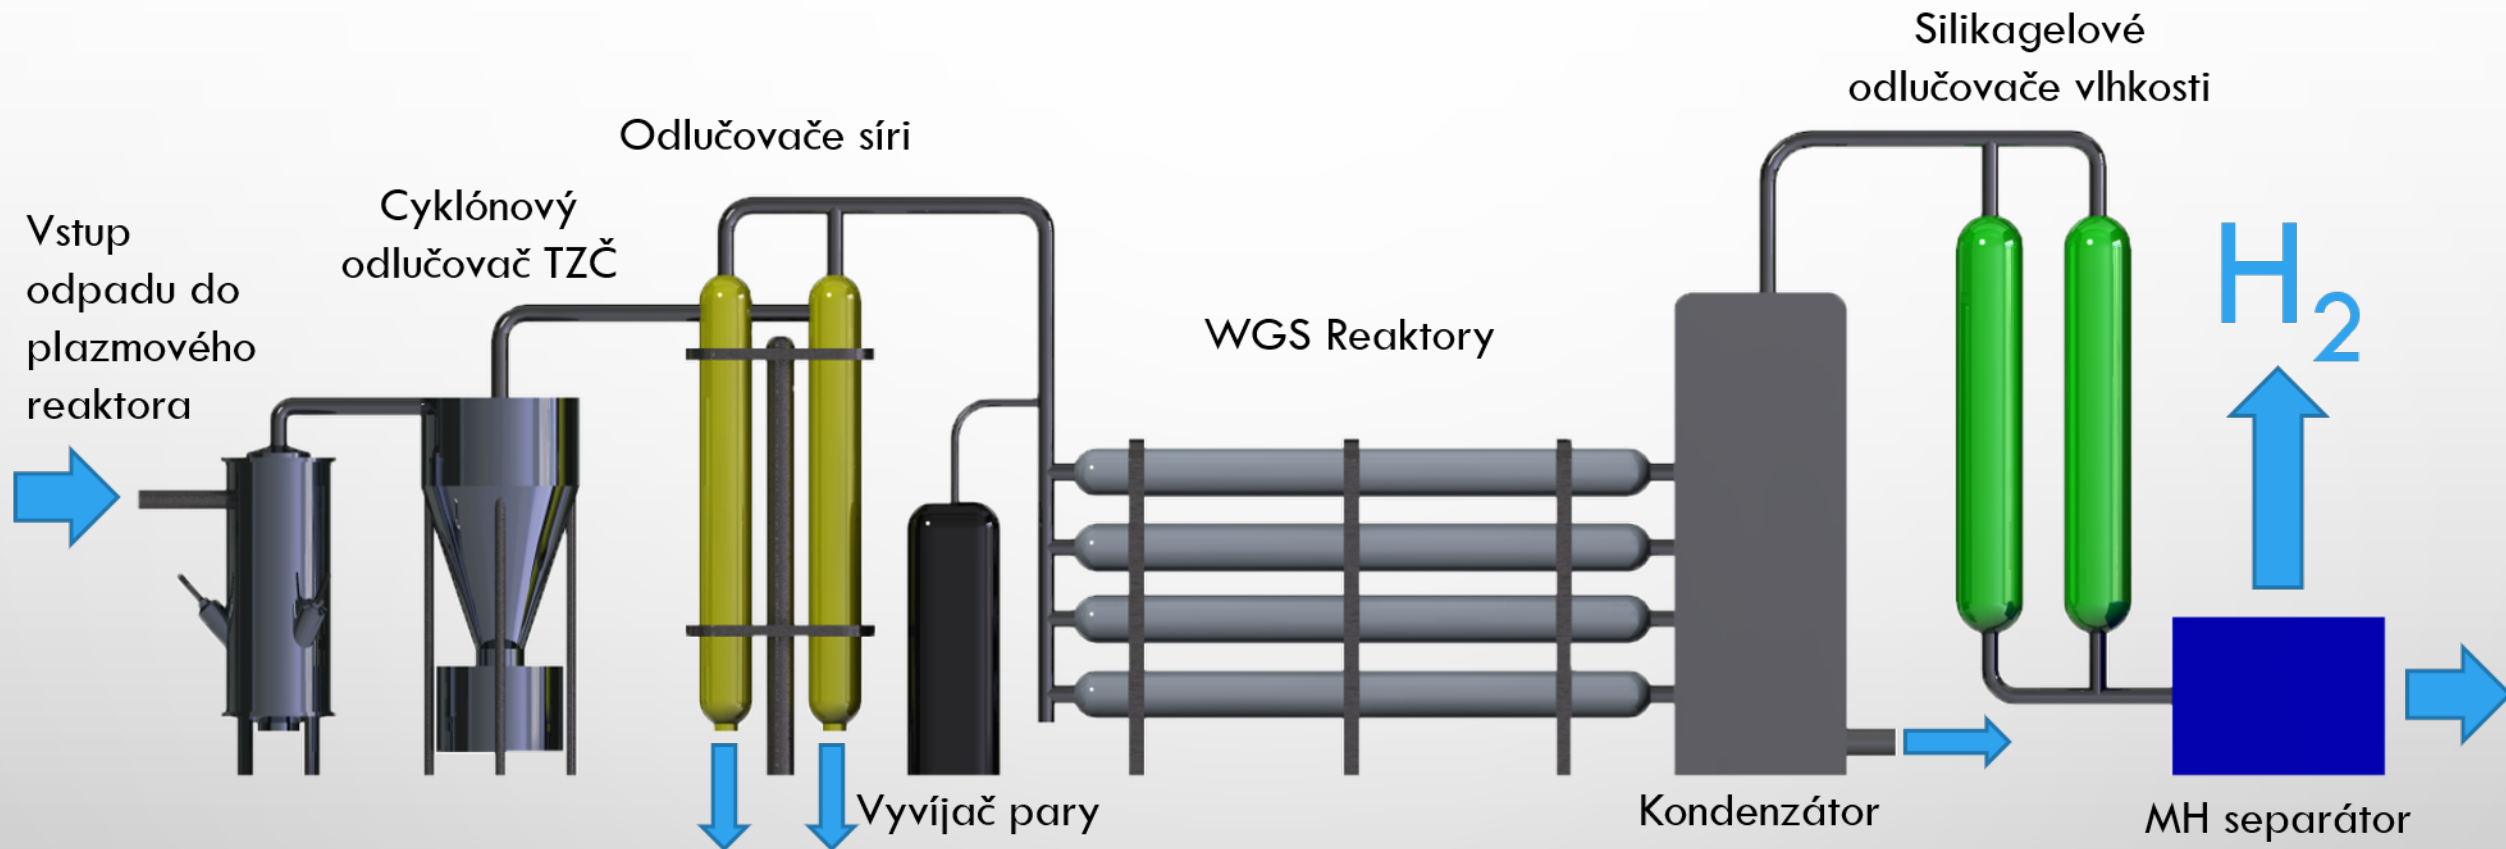 Vstup
odpadu do
plazmového
reaktora
Cyklónový
odlučovač TZČ
Odlučovače síri
Vyvíjač pary
WGS Reaktory
Kondenzátor
Silikagelové
odlučovače vlhkosti
H2
MH separátor